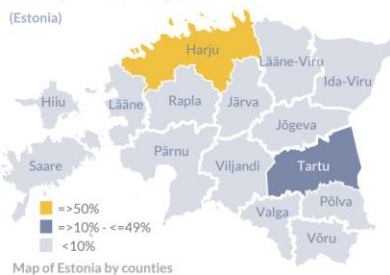 (Estonia)
Harju
Lääne-Viru
Ida-Viru
Hiiu
Lääne
Rapla
Järva
Jõgeva
Saare
Pärnu
Viljandi
Tartu
Valga
Põlva
Võru
=>50%
=>10% - <=49%
<10%
Map of Estonia by counties